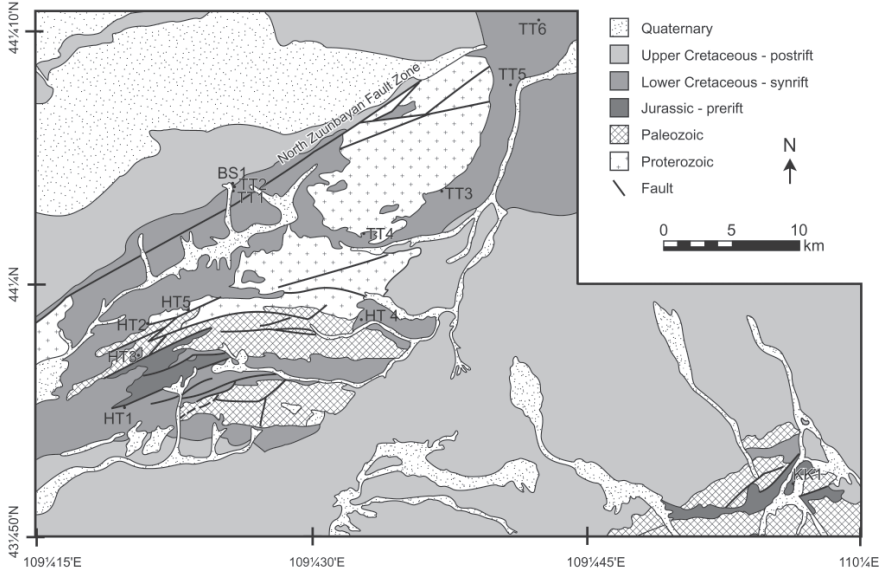 44¼10'N
44¼N
43¼50'N
109¼15'E
109¼30'E
109¼45'E
110¼E
TT6
TT5
North Zuunbayan Fault Zone
BS1
TT2
TT1
TT3
TT4
HT5
HT2
HT 4
HT3
HT1
KK1
Quaternary
Upper Cretaceous - postrift
Lower Cretaceous - synrift
Jurassic - prerift
Paleozoic
Proterozoic
Fault
N
0 5 10
km